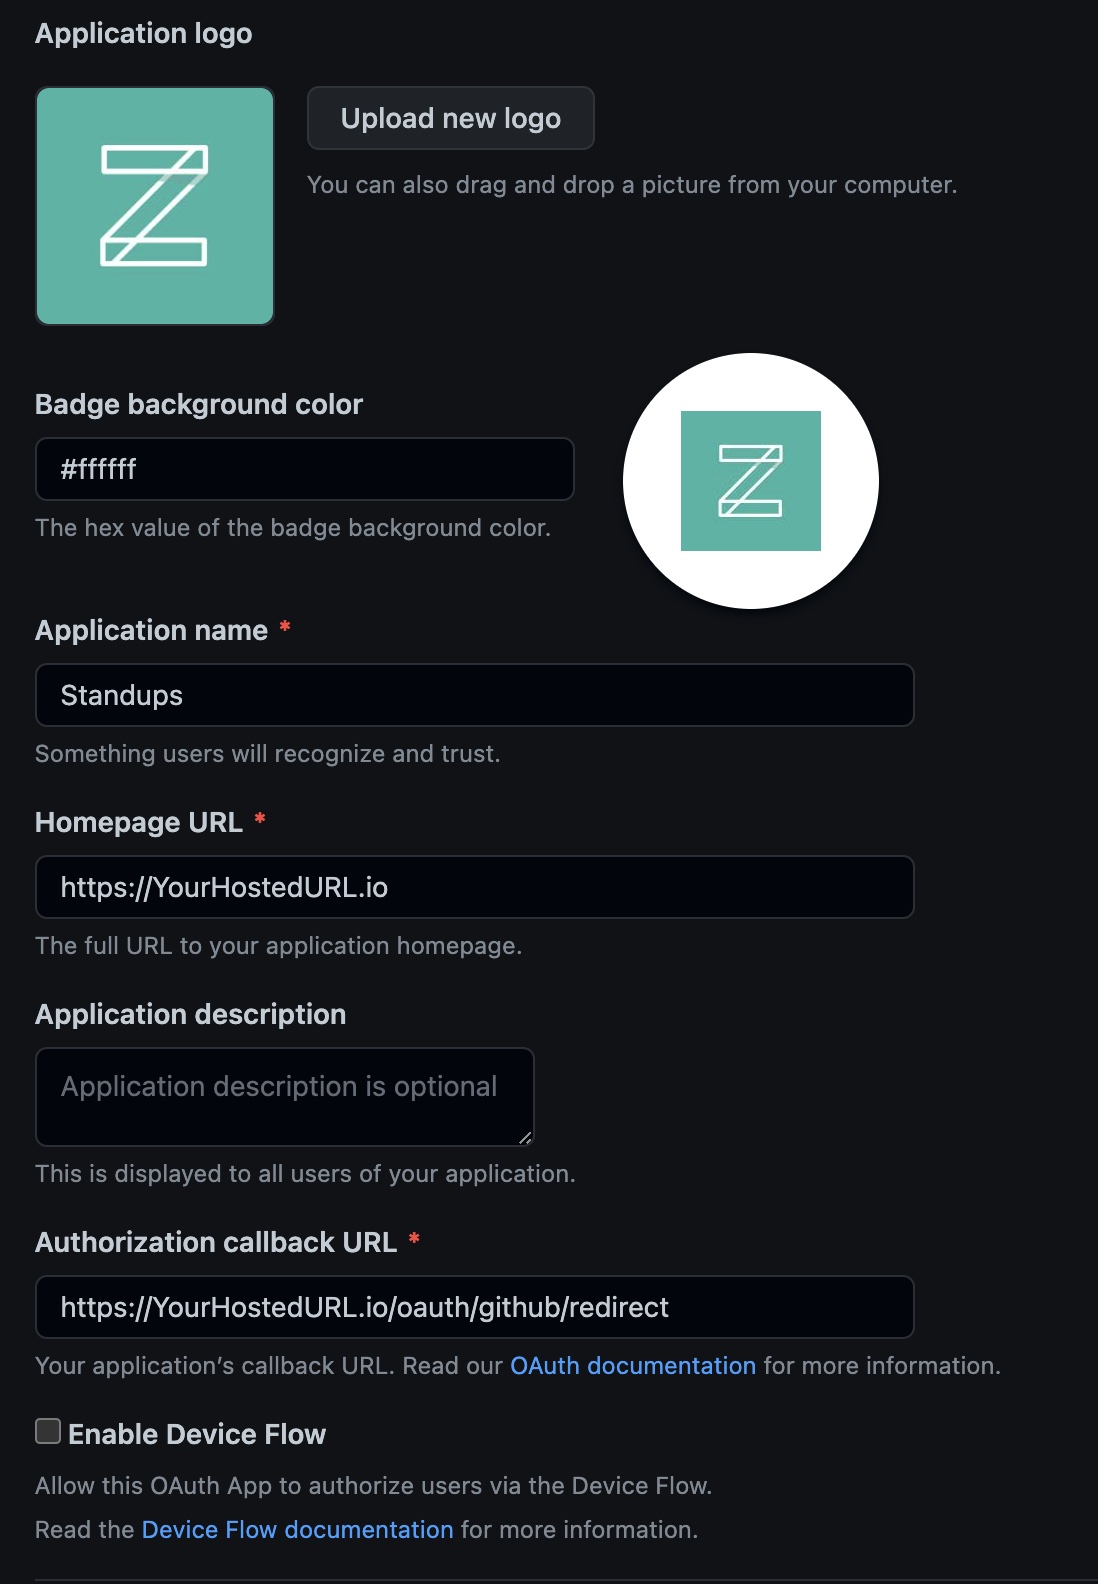 Application logo
Upload new logo
You can also drag and drop a picture from your computer.
Badge background color
#ffffff
The hex value of the badge background color.
Application name *
Standups
Something users will recognize and trust.
Homepage URL *
https://YourHostedURL.io
The full URL to your application homepage.
Application description
Application description is optional
This is displayed to all users of your application.
Authorization callback URL *
https://YourHostedURL.io/oauth/github/redirect
Your application’s callback URL. Read our OAuth documentation for more information.
Enable Device Flow
Allow this OAuth App to authorize users via the Device Flow.
Read the Device Flow documentation for more information.